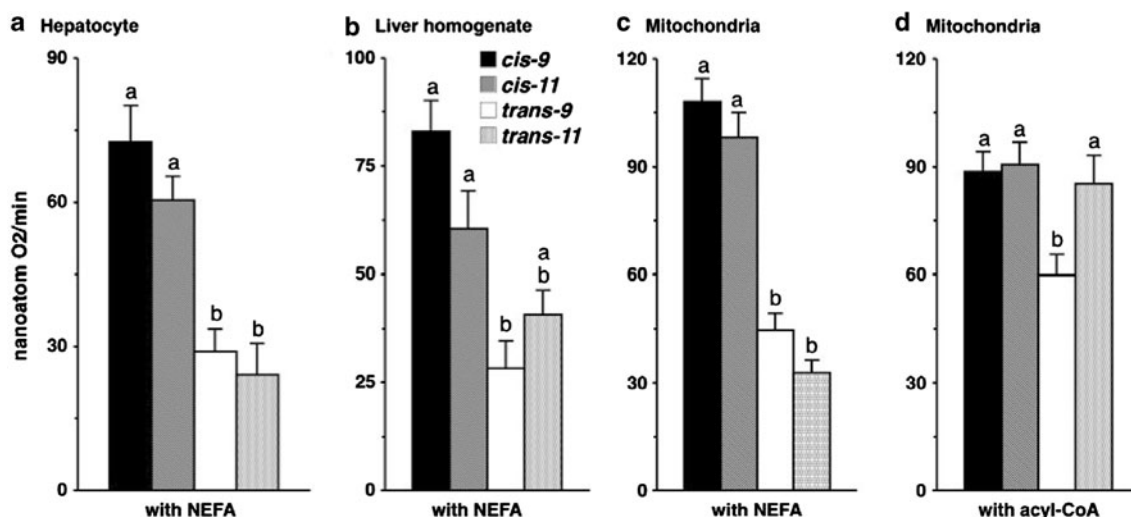 a Hepatocyte
90
60
30
0
nanoatom O2/min
a
a
b
b
with NEFA
b Liver homogenate
100
75
50
25
0
cis-9
cis-11
trans-9
trans-11
a
a
b
a
b
with NEFA
c Mitochondria
120
90
60
30
0
a
a
b
b
with NEFA
d Mitochondria
120
90
60
30
0
a
a
b
a
with acyl-CoA